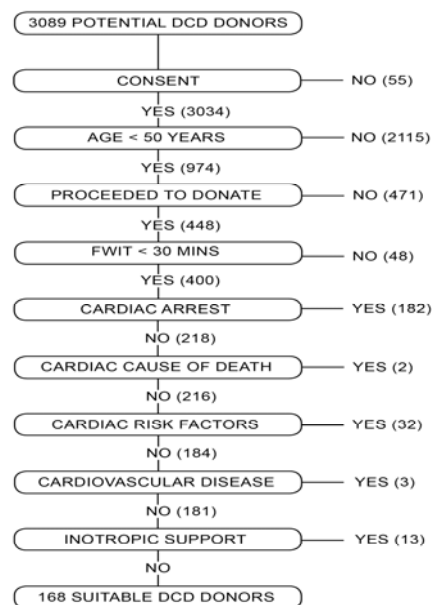 3089 POTENTIAL DCD DONORS
CONSENT NO (55)
YES (3034)
AGE < 50 YEARS NO (2115)
YES (974)
PROCEEDED TO DONATE NO (471)
YES (448)
FWIT < 30 MINS NO (48)
YES (400)
CARDIAC ARREST YES (182)
NO (218)
CARDIAC CAUSE OF DEATH YES (2)
NO (216)
CARDIAC RISK FACTORS YES (32)
NO (184)
CARDIOVASCULAR DISEASE YES (3)
NO (181)
INOTROPIC SUPPORT YES (13)
NO
168 SUITABLE DCD DONORS